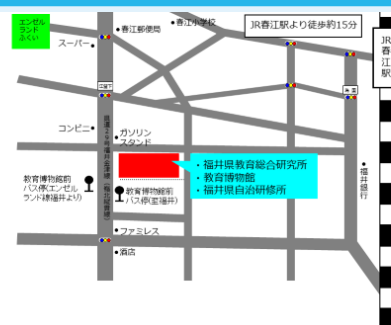 エンゼル
ランド
ふくい
・春江郵便局
・春江小学校
JR春江駅より徒歩約15分
JR
春
江
駅
スーパー・
江留下
コンビニ・
・ガソリン
スタンド
・福井県教育総合研究所
・教育博物館
・福井県自治研修所
教育博物館前
バス停(エンゼル
ランド線福井より)
教育博物館前
バス停(至福井)
・福井銀行
・ファミレス
・酒店